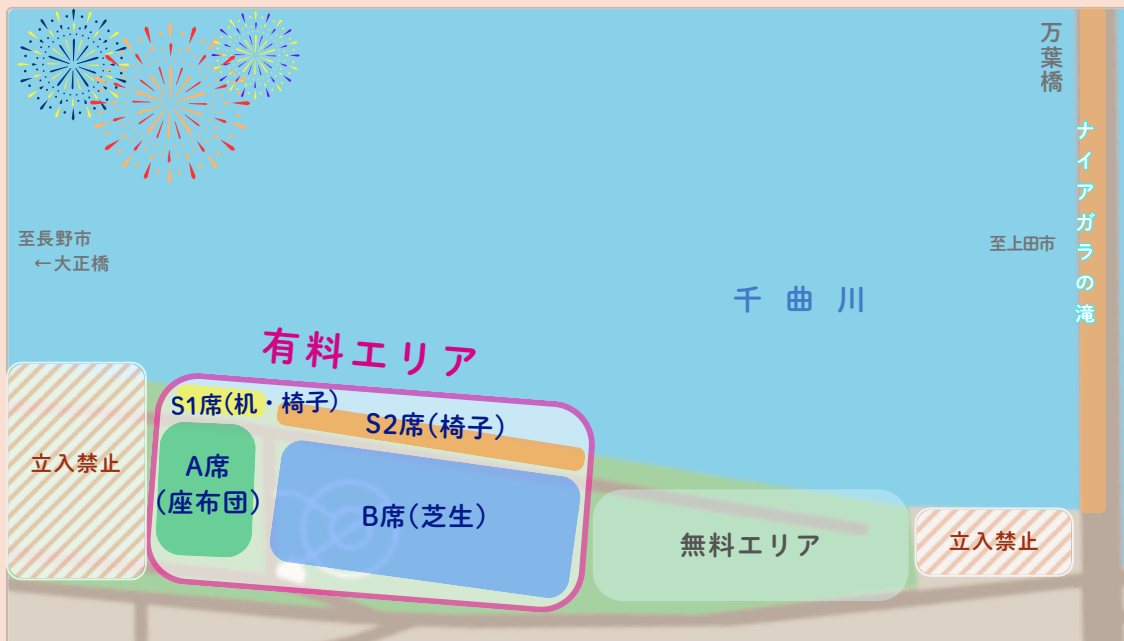 万葉橋
ナイアガラの滝
至長野市
←大正橋
至上田市
千曲川
有料エリア
S1席(机・椅子)
S2席(椅子)
立入禁止
A席
(座布団)
B席(芝生)
無料エリア
立入禁止